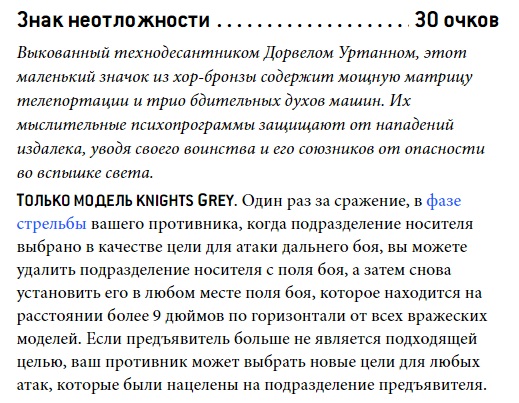 Знак неотложности . . . . . . . . . . . . . . . . . . . . . 30 очков
Выкованный технодесантником Дорвелом Уртанном, этот
маленький значок из хор-бронзы содержит мощную матрицу
телепортации и трио бдительных духов машин. Их
мыслительные психопрограммы защищают от нападений
издалека, уводя своего воинства и его союзников от опасности
во вспышке света.
ТОЛЬКО МОДЕЛЬ KNIGHTS GREY. Один раз за сражение, в фазе
стрельбы вашего противника, когда подразделение носителя
выбрано в качестве цели для атаки дальнего боя, вы можете
удалить подразделение носителя с поля боя, а затем снова
установить его в любом месте поля боя, которое находится на
расстоянии более 9 дюймов по горизонтали от всех вражеских
моделей. Если предъявитель больше не является подходящей
целью, ваш противник может выбрать новые цели для любых
атак, которые были нацелены на подразделение предъявителя.